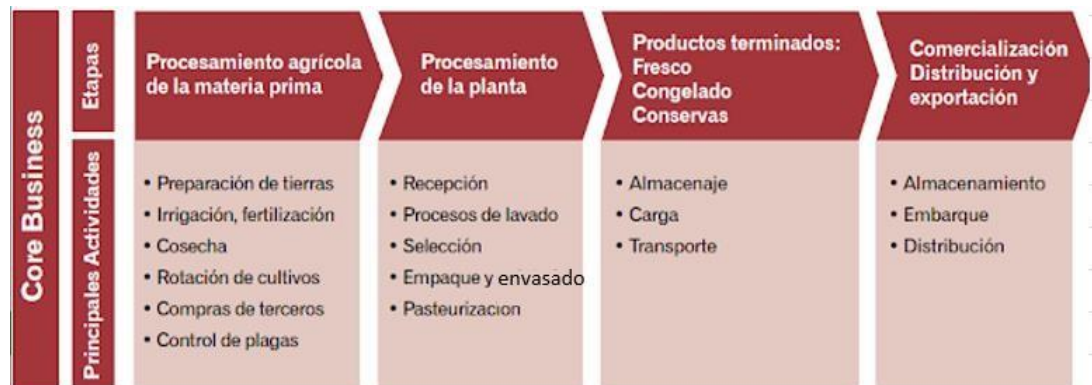 Core Business
Etapas
Procesamiento agrícola
de la materia prima
Procesamiento
de la planta
Productos terminados:
Fresco
Congelado
Conservas
Comercialización
Distribución y
exportación
Principales Actividades
• Preparación de tierras
• Irrigación, fertilización
• Cosecha
• Rotación de cultivos
• Compras de terceros
• Control de plagas
• Recepción
• Procesos de lavado
• Selección
• Empaque y envasado
• Pasteurizacion
• Almacenaje
• Carga
• Transporte
• Almacenamiento
• Embarque
• Distribución